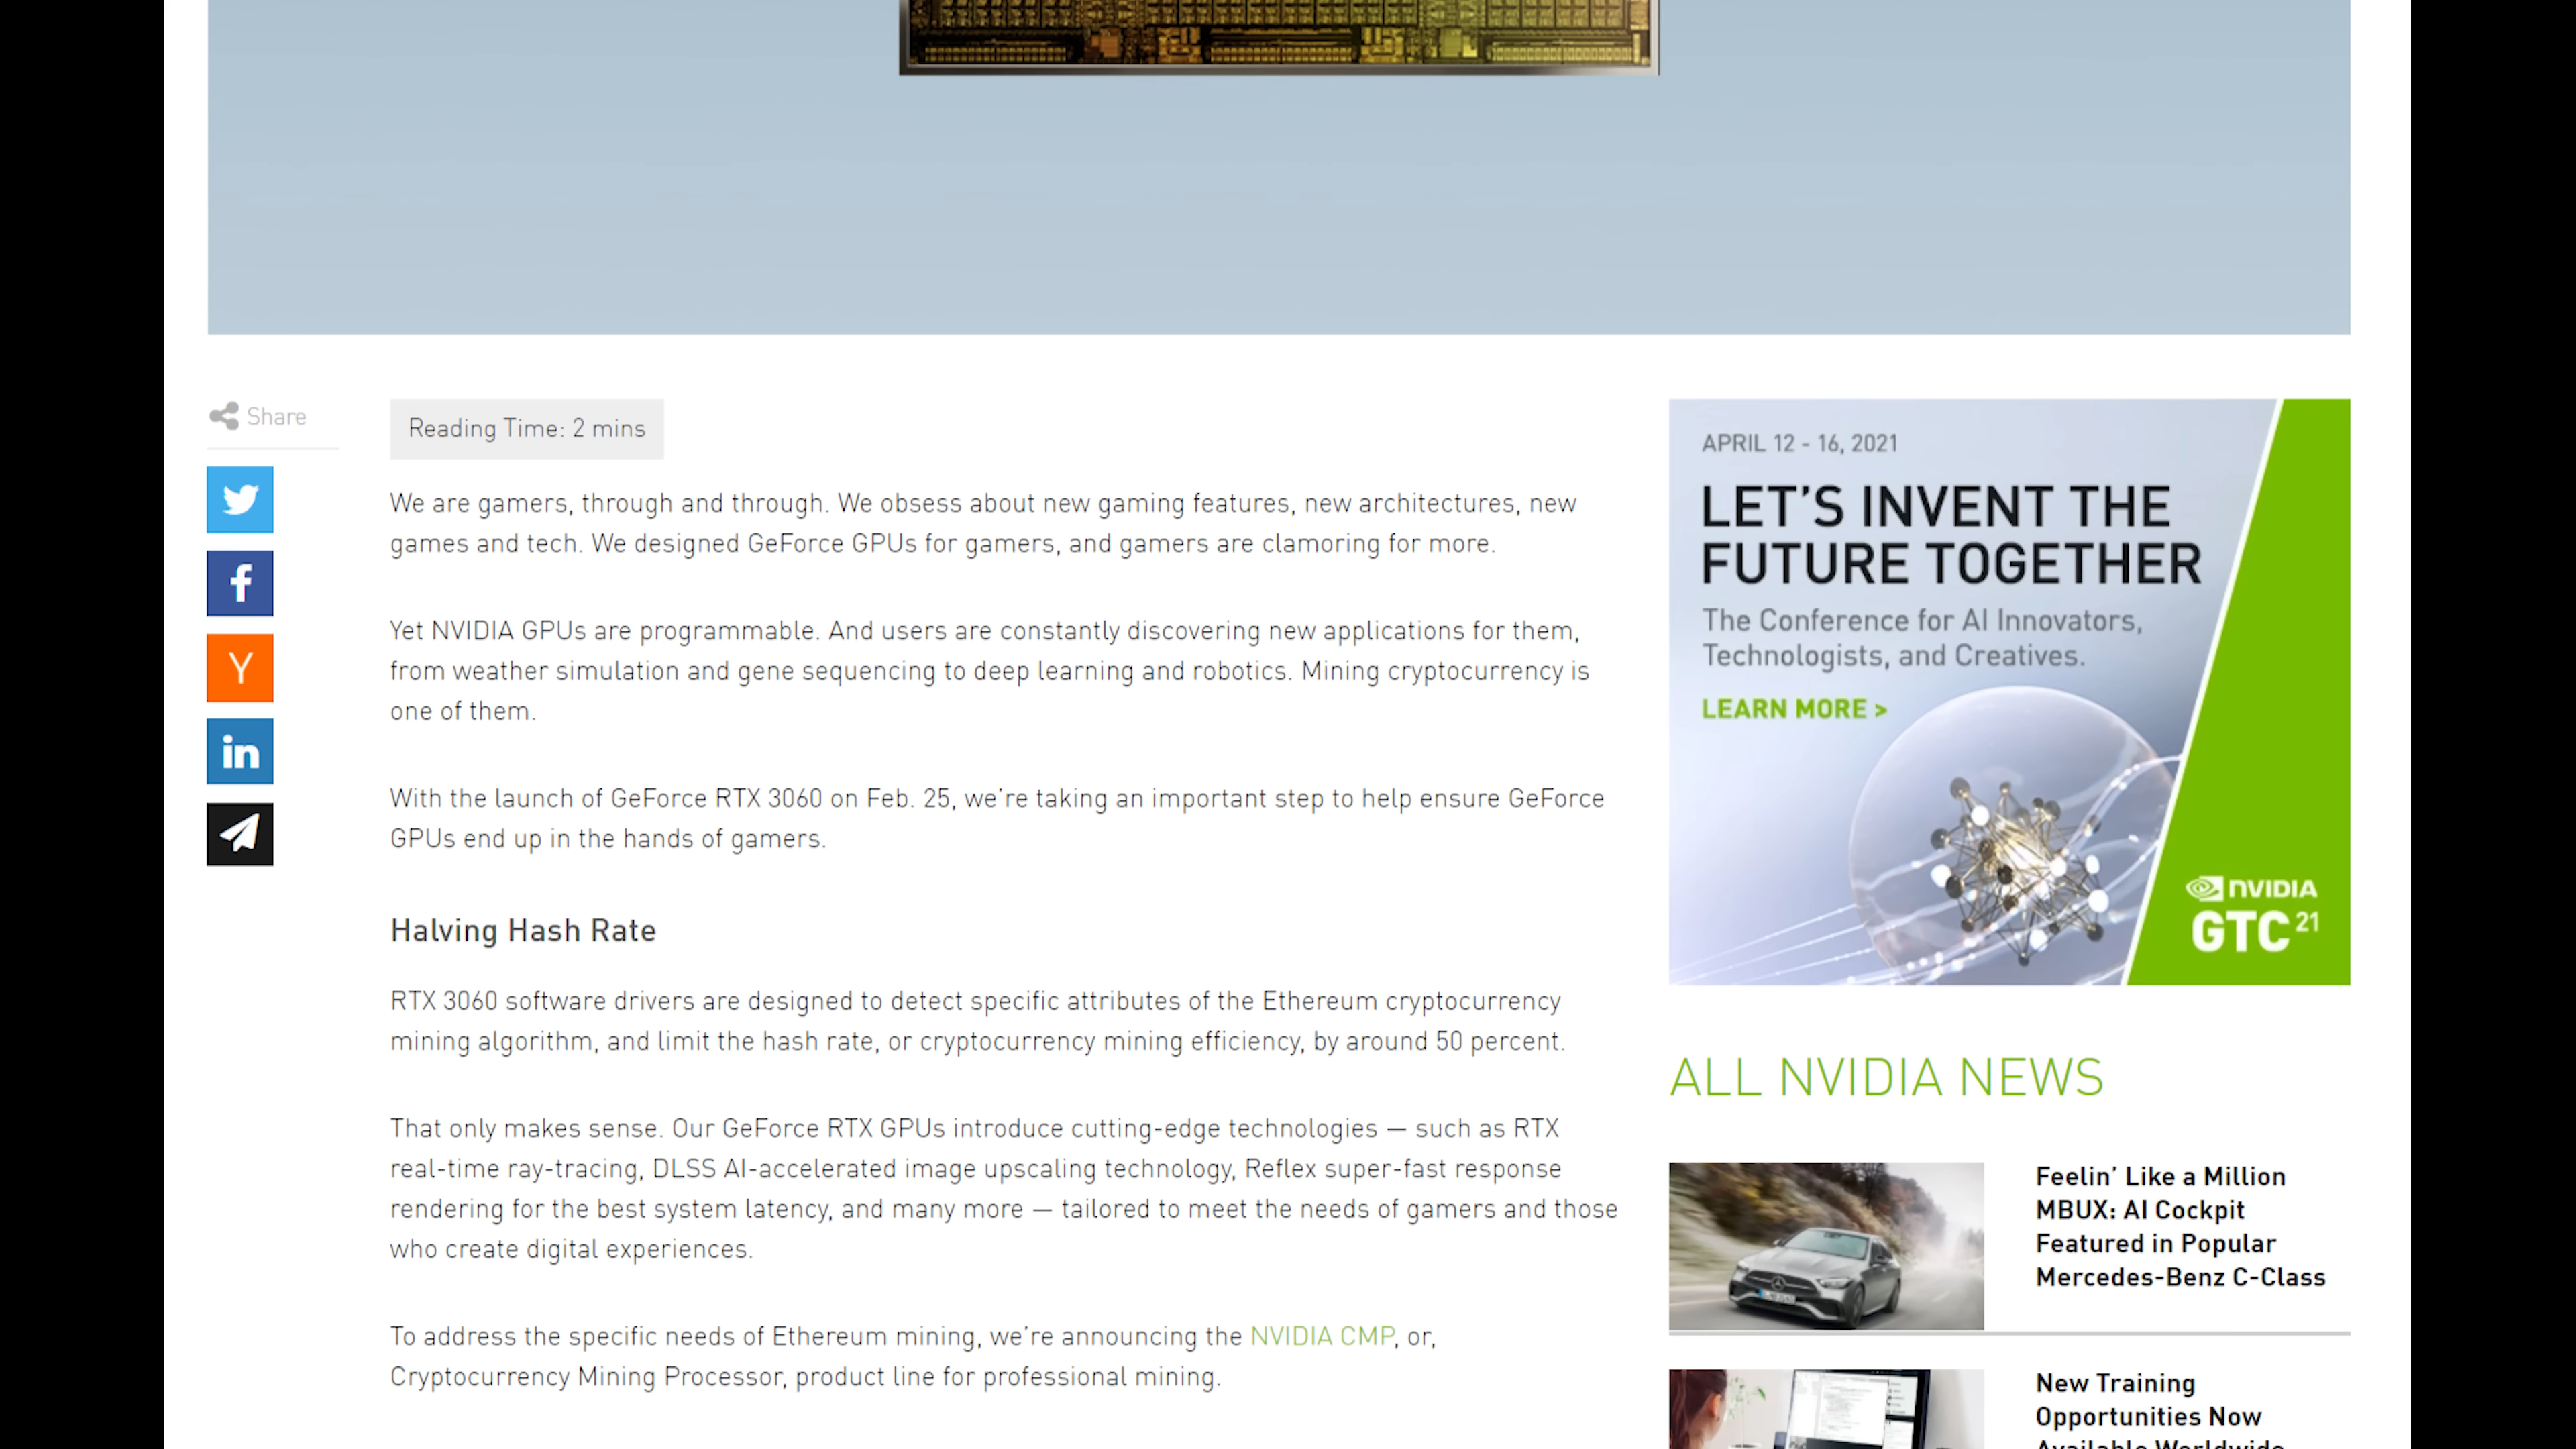 Share
Reading Time: 2 mins
We are gamers, through and through. We obsess about new gaming features, new architectures, new
games and tech. We designed GeForce GPUs for gamers, and gamers are clamoring for more.
Yet NVIDIA GPUs are programmable. And users are constantly discovering new applications for them,
from weather simulation and gene sequencing to deep learning and robotics. Mining cryptocurrency is
one of them.
With the launch of GeForce RTX 3060 on Feb. 25, we're taking an important step to help ensure GeForce
GPUs end up in the hands of gamers.
Halving Hash Rate
RTX 3060 software drivers are designed to detect specific attributes of the Ethereum cryptocurrency
mining algorithm, and limit the hash rate, or cryptocurrency mining efficiency, by around 50 percent.
That only makes sense. Our GeForce RTX GPUs introduce cutting-edge technologies — such as RTX
real-time ray-tracing, DLSS AI-accelerated image upscaling technology, Reflex super-fast response
rendering for the best system latency, and many more — tailored to meet the needs of gamers and those
who create digital experiences.
To address the specific needs of Ethereum mining, we're announcing the NVIDIA CMP, or,
Cryptocurrency Mining Processor, product line for professional mining.
APRIL 12 - 16, 2021
LET'S INVENT THE
FUTURE TOGETHER
The Conference for AI Innovators,
Technologists, and Creatives.
LEARN MORE >
NVIDIA
GTC 21
ALL NVIDIA NEWS
Feelin' Like a Million
MBUX: AI Cockpit
Featured in Popular
Mercedes-Benz C-Class
New Training
Opportunities Now
Available Worldwide